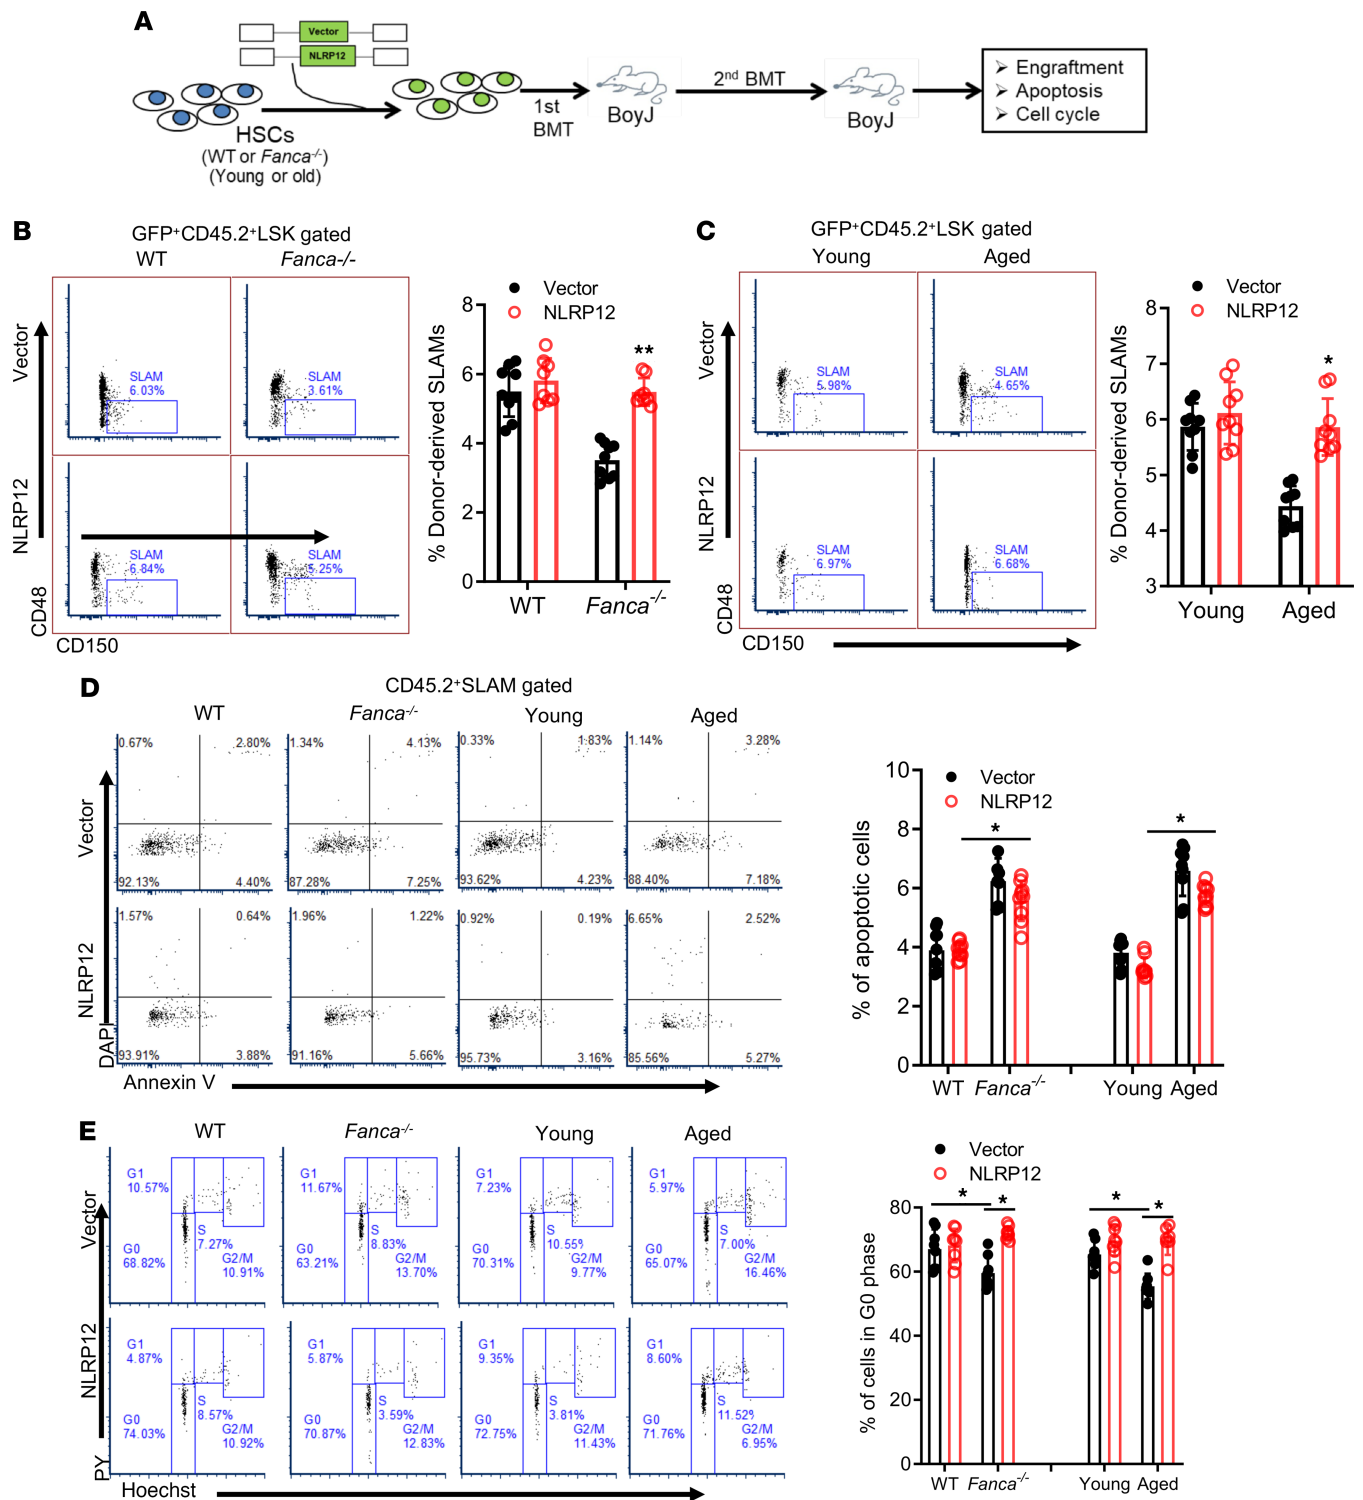 A
Vector
NLRP12
HSCs
(WT or Fanca-/-)
(Young or old)
1st
BMT
BoyJ
2nd BMT
BoyJ
➢ Engraftment
➢ Apoptosis
➢ Cell cycle
B
GFP+CD45.2+LSK gated
WT
Fanca-/-
Vector
NLRP12
SLAM
6.03%
SLAM
3.61%
SLAM
6.84%
SLAM
5.25%
CD48
CD150
Vector
NLRP12
**
% Donor-derived SLAMs
8
6
4
2
0
WT
Fanca-/-
C
GFP+CD45.2+LSK gated
Young
Aged
Vector
NLRP12
SLAM
5.98%
SLAM
4.65%
SLAM
6.97%
SLAM
6.68%
CD48
CD150
Vector
NLRP12
*
% Donor-derived SLAMs
8
7
6
5
4
3
Young
Aged
D
CD45.2+SLAM gated
WT
Fanca-/-
Young
Aged
Vector
0.67%
2.80%
92.13%
4.40%
1.34%
4.13%
87.28%
7.25%
0.33%
1.83%
93.62%
4.23%
1.14%
3.28%
88.40%
7.18%
NLRP12
1.57%
0.64%
93.91%
3.88%
1.96%
1.22%
91.16%
5.66%
0.92%
0.19%
95.73%
3.16%
6.65%
2.52%
85.56%
5.27%
DAPI
Annexin V
Vector
NLRP12
*
*
% of apoptotic cells
10
8
6
4
2
0
WT
Fanca-/-
Young
Aged
E
WT
Fanca-/-
Young
Aged
Vector
G1
10.57%
S
7.27%
G0
68.82%
G2/M
10.91%
G1
11.67%
S
8.83%
G0
63.21%
G2/M
13.70%
G1
7.23%
S
10.55%
G0
70.31%
G2/M
9.77%
G1
5.97%
S
7.00%
G0
65.07%
G2/M
16.46%
NLRP12
G1
4.87%
S
8.57%
G0
74.03%
G2/M
10.92%
G1
5.87%
S
3.59%
G0
70.87%
G2/M
12.83%
G1
9.35%
S
3.81%
G0
72.75%
G2/M
11.43%
G1
8.60%
S
11.52
G0
71.76%
G2/M
6.95%
PY
Hoechst
Vector
NLRP12
*
*
*
*
% of cells in G0 phase
80
60
40
20
0
WT
Fanca-/-
Young
Aged